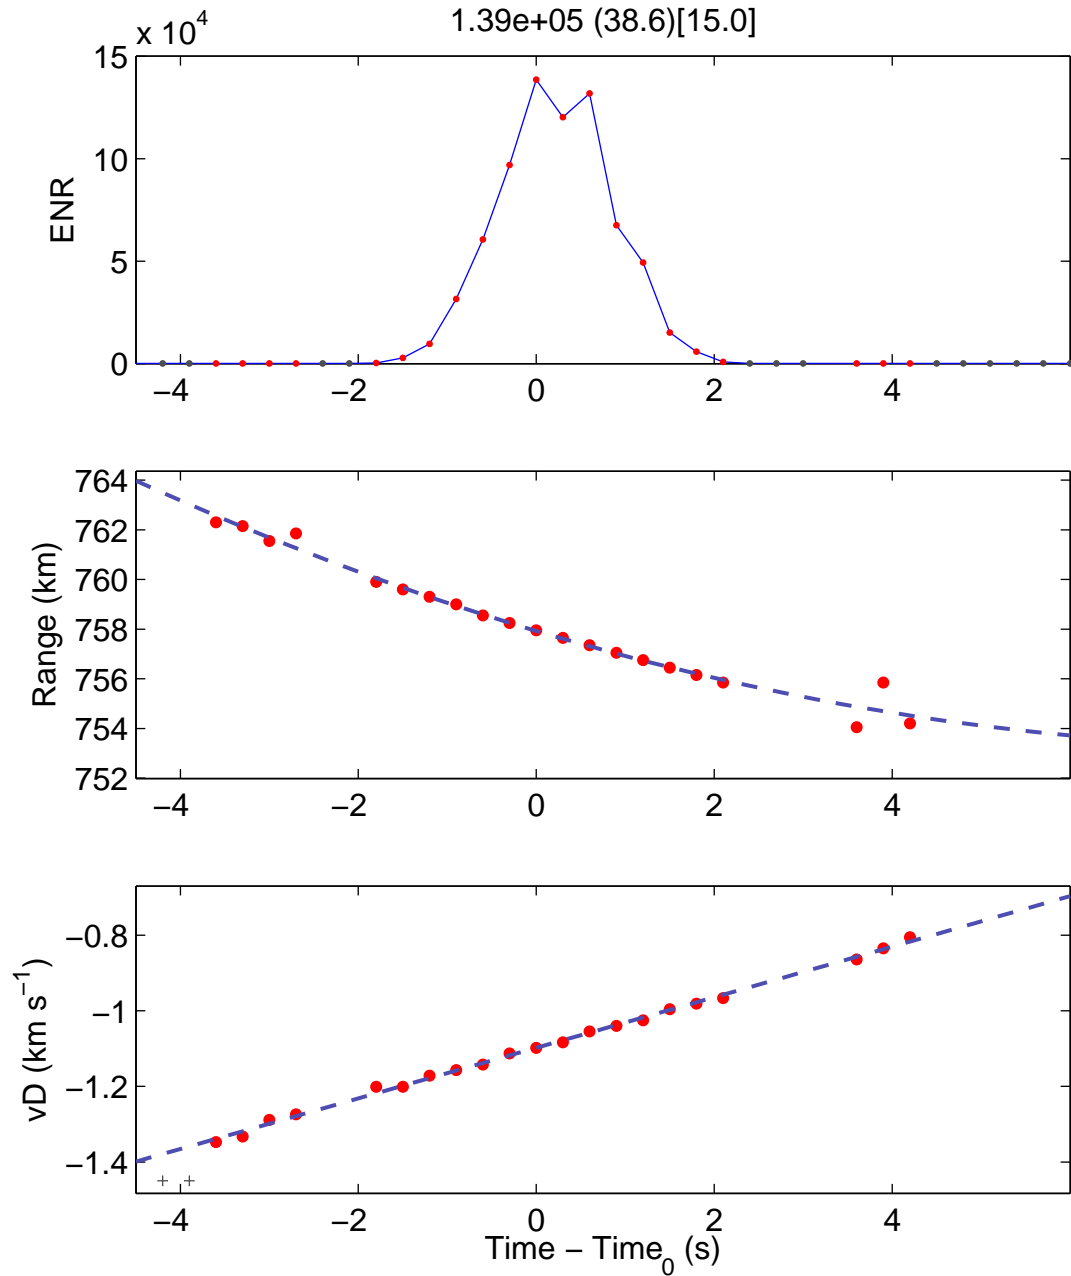 1.39e+05 (38.6)[15.0]
x 10^4
15
10
5
0
ENR
−4 −2 0 2 4
764
762
760
758
756
754
752
Range (km)
−4 −2 0 2 4
−0.8
−1
−1.2
−1.4
vD (km s^−1)
−4 −2 0 2 4
Time − Time_0 (s)